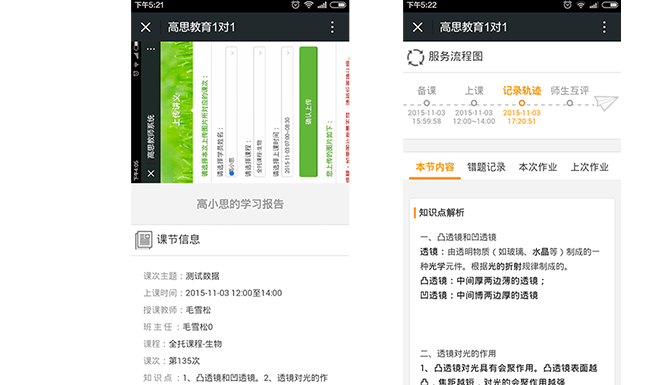 下午5:21
高思教育1对1
下午4:05
高思教师系统
上传讲义
请选择本次上传图片所对应的课次：
请选择学员姓名：
高小思
请选择课程：
全托课程-生物
请选择上课时间：
2015-11-03 07:00~08:30
确认上传
您上传的图片如下：
高小思的学习报告
课节信息
课次主题：测试数据
上课时间：2015-11-03 12:00至14:00
授课教师：毛雪松
班 主 任 ：毛雪松0
课程：全托课程-生物
课次：第135次
知 识 点 ：1、凸透镜和凹透镜。2、透镜对光的作
下午5:22
高思教育1对1
服务流程图
备课
上课
记录轨迹
师生互评
2015-11-03
15:59:58
2015-11-03
12:00~14:00
2015-11-03
17:20:51
本节内容
错题记录
本次作业
上次作业
知识点解析
一、凸透镜和凹透镜
透镜：由透明物质（如玻璃、水晶等）制成的一
种光学元件。根据光的折射规律制成的。
凸透镜：中间厚两边薄的透镜；
凹透镜：中间博两边厚的透镜
二、透镜对光的作用
1、凸透镜对光具有会聚作用。凸透镜表面越
凸，焦距越短，对光的会聚作用越强